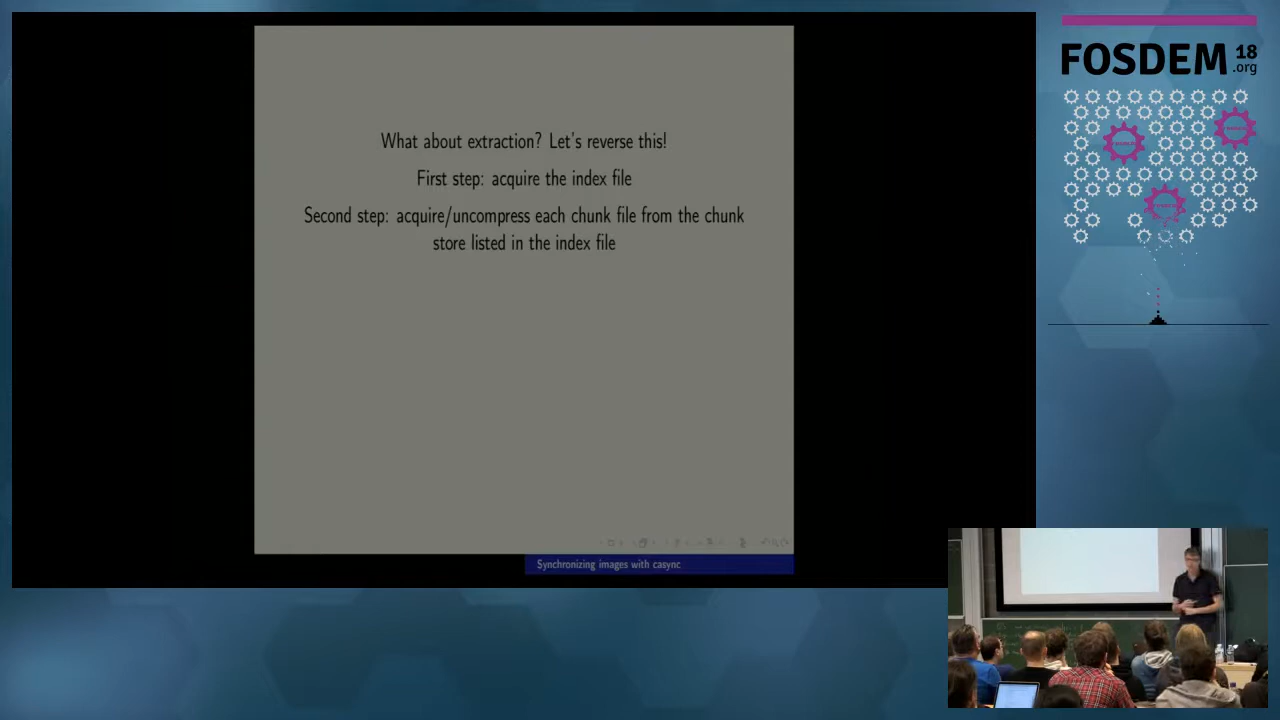 What about extraction? Let's reverse this!
First step: acquire the index file
Second step: acquire/uncompress each chunk file from the chunk
store listed in the index file
Synchronizing images with casync
FOSDEM 18
.org